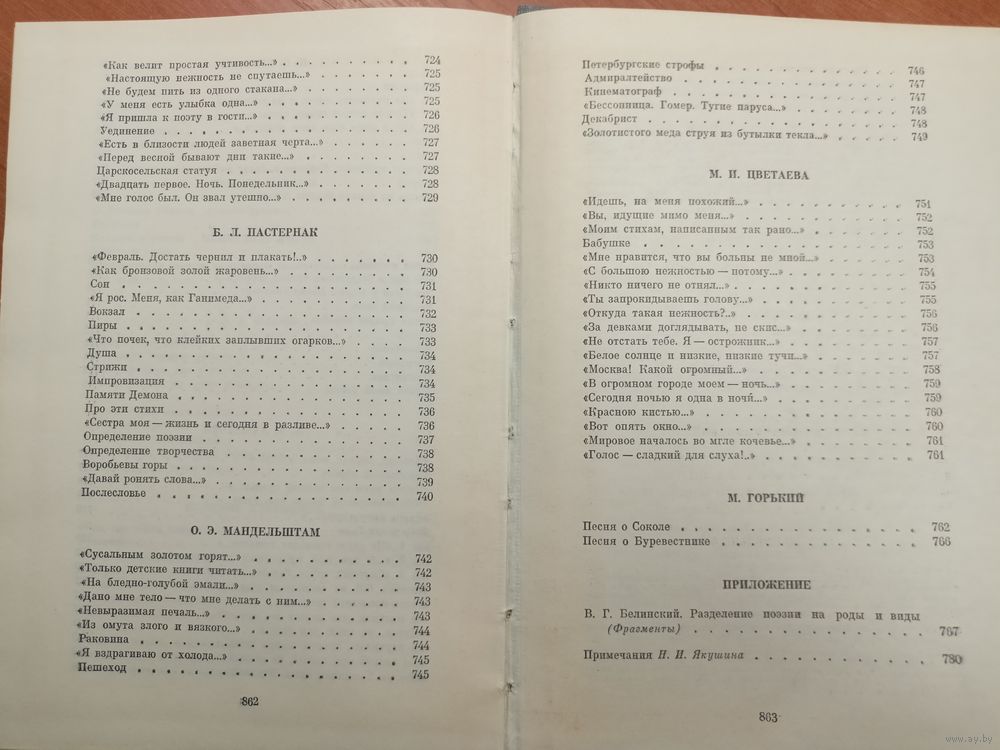 «Как велит простая учтивость...» . . . . . . . . . . 724
«Настоящую нежность не спутаешь...» . . . . . . . 725
«Не будем пить из одного стакана...» . . . . . . . . 725
«У меня есть улыбка одна...» . . . . . . . . . . 725
«Я пришла к поэту в гости...» . . . . . . . . . . 726
Уединение . . . . . . . . . . . . . . . . 726
«Есть в близости людей заветная черта...» . . . . . . 727
«Перед весной бывают дни такие...» . . . . . . . . 727
Царскосельская статуя . . . . . . . . . . . . 728
«Двадцать первое. Ночь. Понедельник...» . . . . . . . 728
«Мне голос был. Он звал утешно...» . . . . . . . . 729
Б. Л. ПАСТЕРНАК
«Февраль. Достать чернил и плакать!..» . . . . . . . 730
«Как бронзовой золой жаровень...» . . . . . . . . . 730
Сон . . . . . . . . . . . . . . . . . . 731
«Я рос. Меня, как Ганимеда...» . . . . . . . . . . 731
Вокзал . . . . . . . . . . . . . . . . . 732
Пиры . . . . . . . . . . . . . . . . . . 733
«Что почек, что клейких заплывших огарков...» . . . . . 733
Душа . . . . . . . . . . . . . . . . . . 734
Стрижи . . . . . . . . . . . . . . . . . 734
Импровизация . . . . . . . . . . . . . . . 734
Памяти Демона . . . . . . . . . . . . . . . 735
Про эти стихи . . . . . . . . . . . . . . . 736
«Сестра моя — жизнь и сегодня в разливе...» . . . . . . 736
Определение поэзии . . . . . . . . . . . . . 737
Определение творчества . . . . . . . . . . . . 738
Воробьевы горы . . . . . . . . . . . . . . . 738
«Давай ронять слова...» . . . . . . . . . . . . 739
Послесловье . . . . . . . . . . . . . . . . 740
О. Э. МАНДЕЛЬШТАМ
«Сусальным золотом горят...» . . . . . . . . . . 742
«Только детские книги читать...» . . . . . . . . . 742
«На бледно-голубой эмали...» . . . . . . . . . . 743
«Дано мне тело — что мне делать с ним...» . . . . . . 743
«Невыразимая печаль...» . . . . . . . . . . . . 743
«Из омута злого и вязкого...» . . . . . . . . . . 744
Раковина . . . . . . . . . . . . . . . . . 744
«Я вздрагиваю от холода...» . . . . . . . . . . . 745
Пешеход . . . . . . . . . . . . . . . . . 745
862
Петербургские строфы . . . . . . . . . . . . 746
Адмиралтейство . . . . . . . . . . . . . . 747
Кинематограф . . . . . . . . . . . . . . . 747
«Бессонница. Гомер. Тугие паруса...» . . . . . . . . 748
Декабрист . . . . . . . . . . . . . . . . 748
«Золотистого меда струя из бутылки текла...» . . . . . 749
М. И. ЦВЕТАЕВА
«Идешь, на меня похожий...» . . . . . . . . . . 751
«Вы, идущие мимо меня...» . . . . . . . . . . . 752
«Моим стихам, написанным так рано...» . . . . . . . 752
Бабушке . . . . . . . . . . . . . . . . . 753
«Мне нравится, что вы больны не мной...» . . . . . . 753
«С большою нежностью — потому...» . . . . . . . . 754
«Никто ничего не отнял...» . . . . . . . . . . . 755
«Ты запрокидываешь голову...» . . . . . . . . . . 755
«Откуда такая нежность?..» . . . . . . . . . . . 756
«За девками доглядывать, не скис...» . . . . . . . . 756
«Не отстать тебе. Я — острожник...» . . . . . . . . 757
«Белое солнце и низкие, низкие тучи...» . . . . . . . 757
«Москва! Какой огромный...» . . . . . . . . . . 758
«В огромном городе моем — ночь...» . . . . . . . . 759
«Сегодня ночью я одна в ночи́...» . . . . . . . . . 759
«Красною кистью...» . . . . . . . . . . . . . 760
«Вот опять окно...» . . . . . . . . . . . . . 760
«Мировое началось во мгле кочевье...» . . . . . . . 761
«Голос — сладкий для слуха!..» . . . . . . . . . . 761
М. ГОРЬКИЙ
Песня о Соколе . . . . . . . . . . . . . . 762
Песня о Буревестнике . . . . . . . . . . . . 766
ПРИЛОЖЕНИЕ
В. Г. Белинский. Разделение поэзии на роды и виды
(Фрагменты) . . . . . . . . . . . . . . . 767
Примечания Н. И. Якушина . . . . . . . . . . . 780
863
www.ay.by